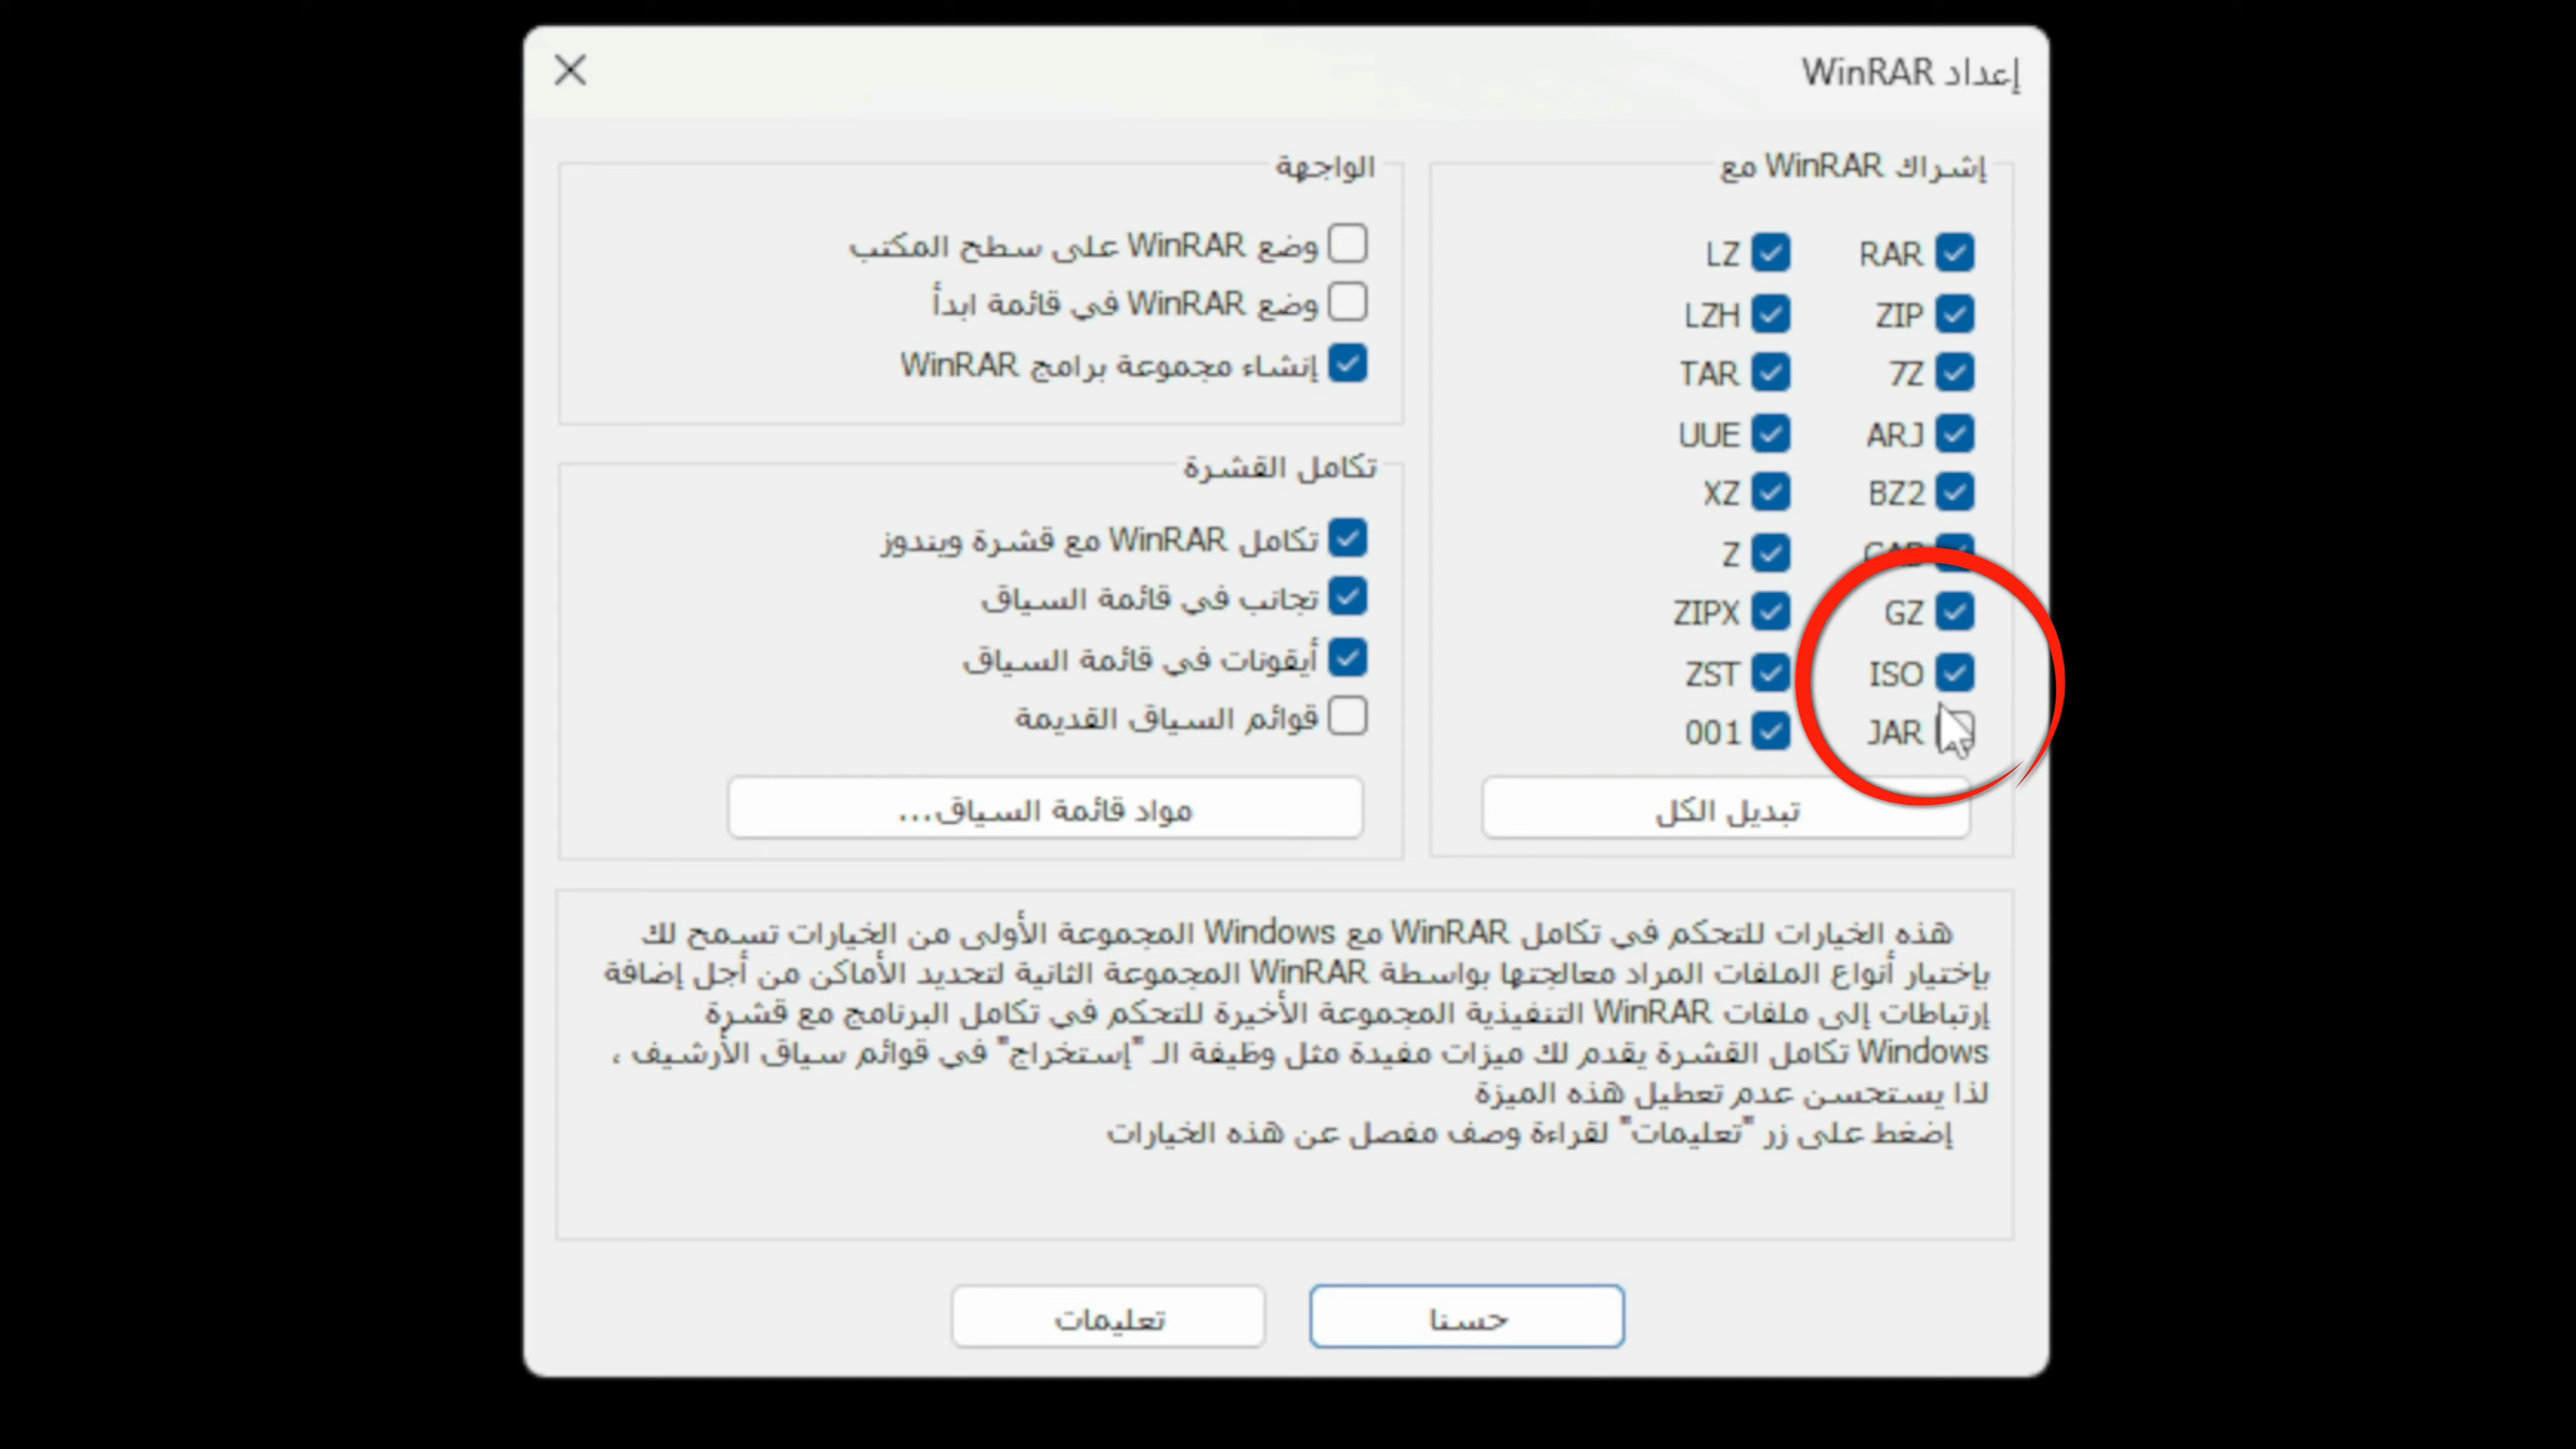 إعداد WinRAR
إشراك WinRAR مع
RAR
LZ
ZIP
LZH
7Z
TAR
ARJ
UUE
BZ2
XZ
CAB
Z
GZ
ZIPX
ISO
ZST
JAR
001
تبديل الكل
الواجهة
وضع WinRAR على سطح المكتب
وضع WinRAR في قائمة ابدأ
إنشاء مجموعة برامج WinRAR
تكامل القشرة
تكامل WinRAR مع قشرة ويندوز
تجانب في قائمة السياق
أيقونات في قائمة السياق
قوائم السياق القديمة
مواد قائمة السياق...
هذه الخيارات للتحكم في تكامل WinRAR مع Windows المجموعة الأولى من الخيارات تسمح لك
بإختيار أنواع الملفات المراد معالجتها بواسطة WinRAR المجموعة الثانية لتحديد الأماكن من أجل إضافة
إرتباطات إلى ملفات WinRAR التنفيذية المجموعة الأخيرة للتحكم في تكامل البرنامج مع قشرة
Windows تكامل القشرة يقدم لك ميزات مفيدة مثل وظيفة الـ "إستخراج" في قوائم سياق الأرشيف ،
لذا يستحسن عدم تعطيل هذه الميزة
إضغط على زر "تعليمات" لقراءة وصف مفصل عن هذه الخيارات
حسنا
تعليمات